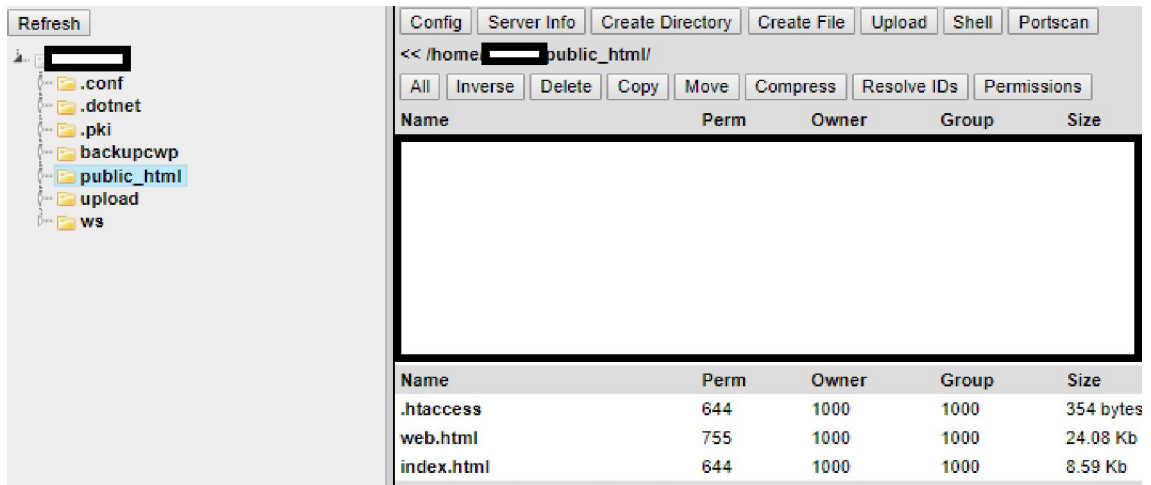 Refresh
.conf
.dotnet
.pki
backupcwp
public_html
upload
ws
Config Server Info Create Directory Create File Upload Shell Portscan
<< /home/ public_html/
All Inverse Delete Copy Move Compress Resolve IDs Permissions
Name Perm Owner Group Size
Name Perm Owner Group Size
.htaccess 644 1000 1000 354 bytes
web.html 755 1000 1000 24.08 Kb
index.html 644 1000 1000 8.59 Kb